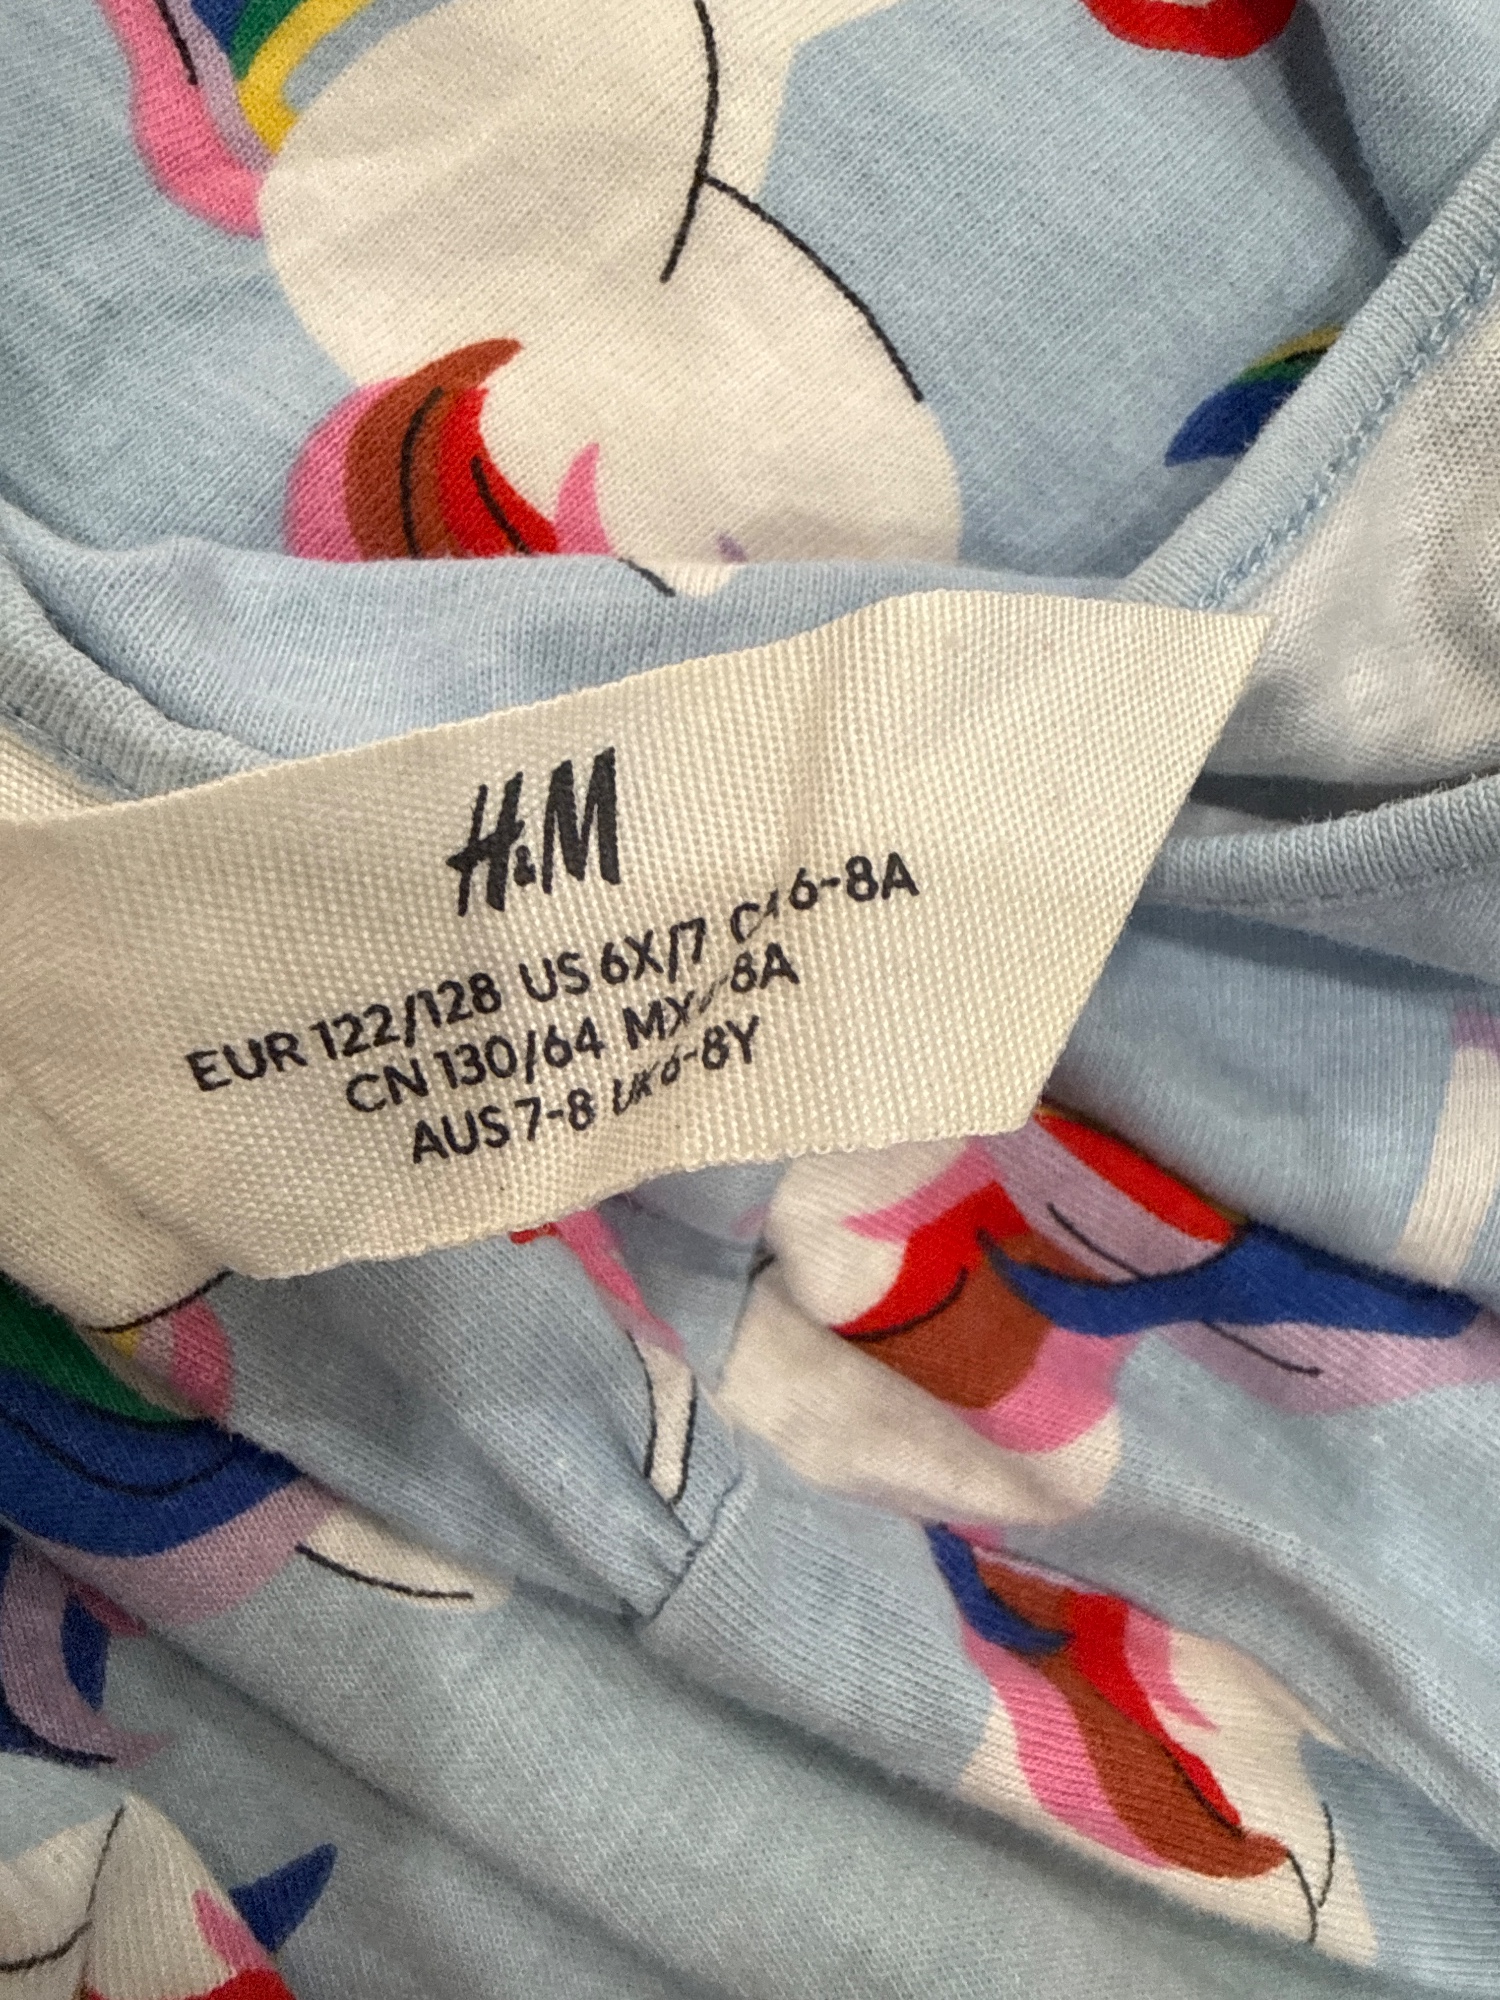 H&M
EUR 122/128 US 6X/7 CA 6-8A
CN 130/64 MX 6-8A
AUS 7-8 UK 6-8Y